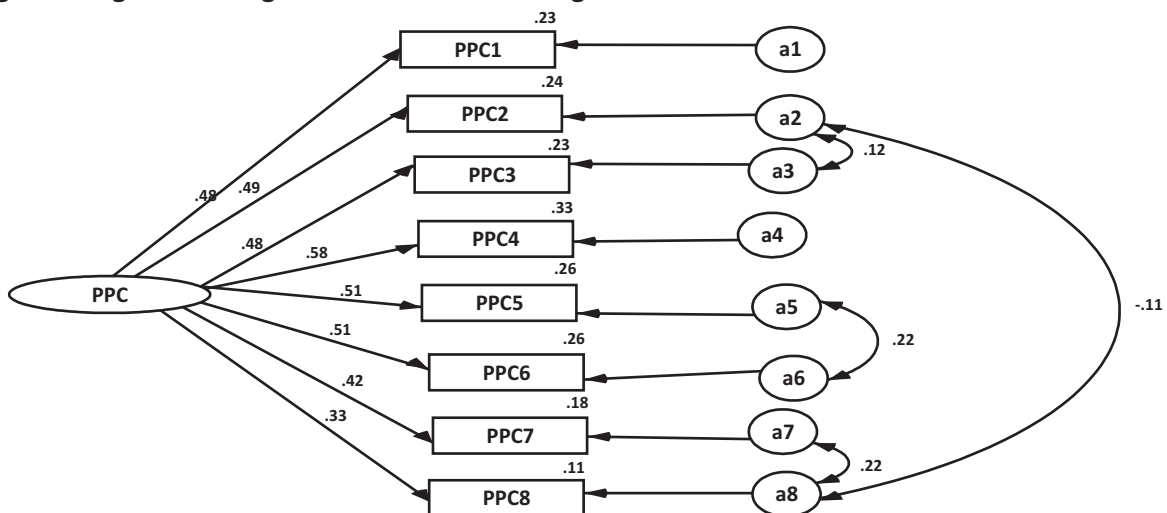 .23
PPC1 a1
.24
PPC2 a2
.12
.23
PPC3 a3
.48 .49
.33
.48 .58 PPC4 a4
.26
PPC .51 PPC5 a5
-.11
.51 .26 .22
PPC6 a6
.42 .18
.33 PPC7 a7
.11 .22
PPC8 a8